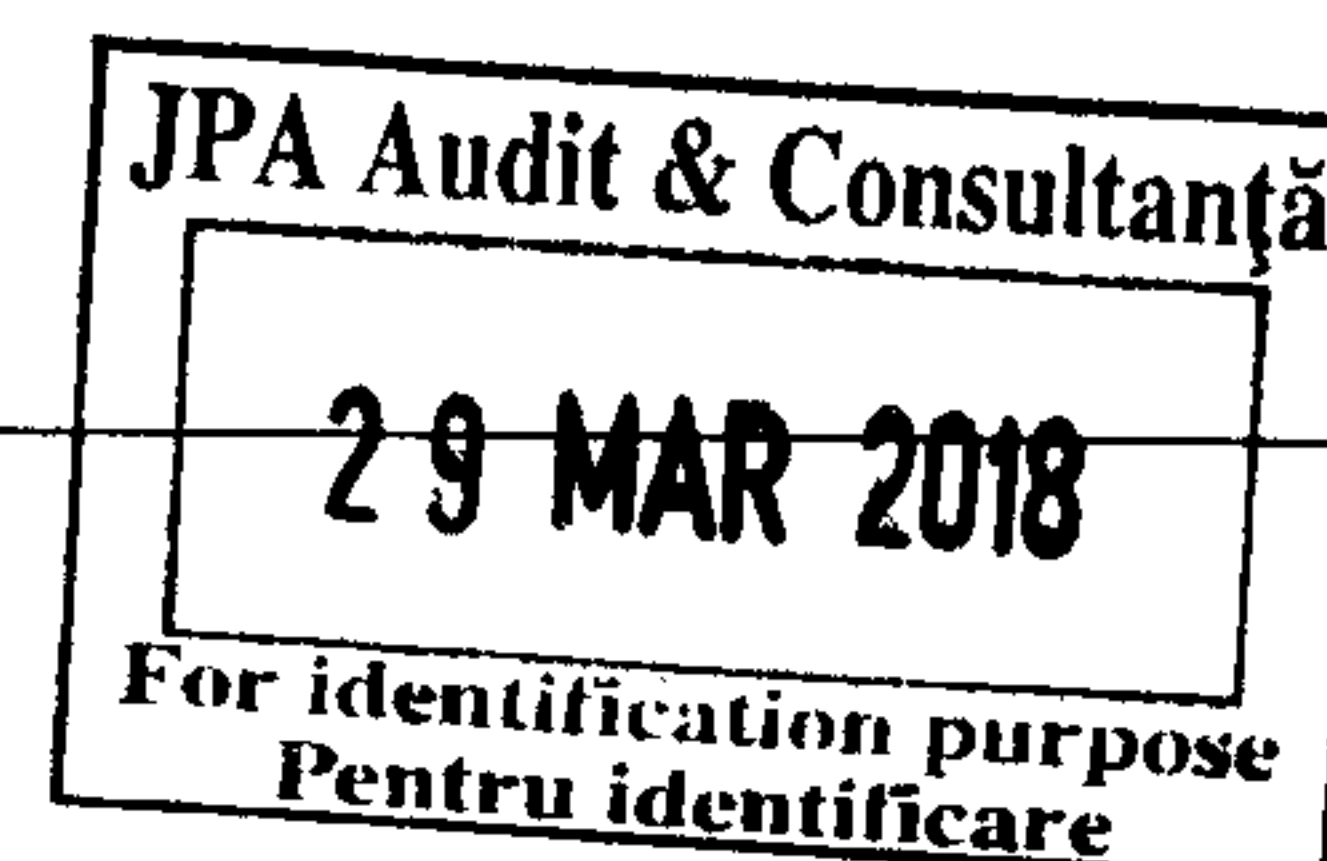 JPA Audit & Consultanţă
29 MAR 2018
For identification purpose
Pentru identificare